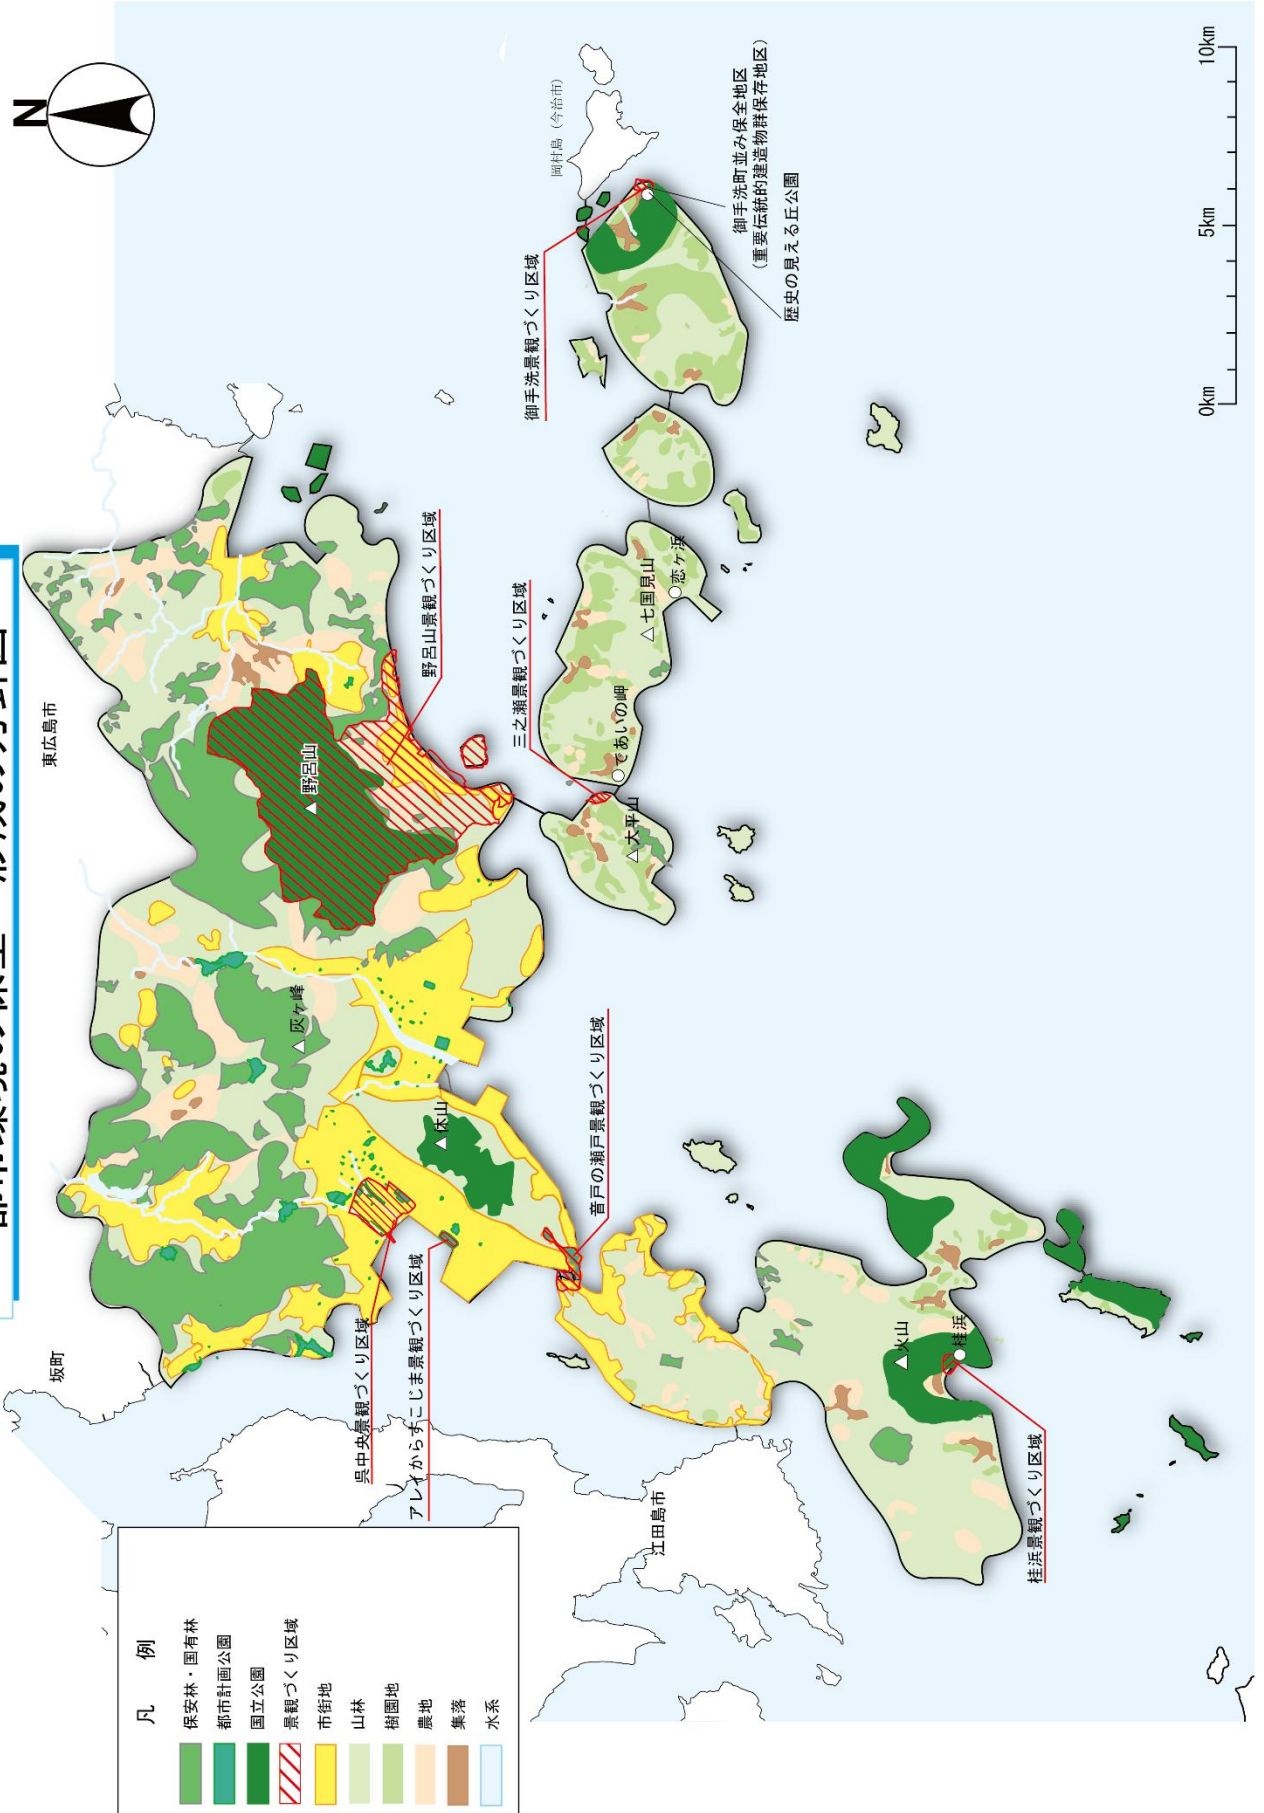 N
東広島市
坂町
江田島市
岡村島（今治市）
野呂山
灰ヶ峰
休山
火山
桂浜
七国見山
恋ヶ浜
であいの岬
大平山
御手洗景観づくり区域
御手洗町並み保全地区
（重要伝統的建造物群保存地区）
歴史の見える丘公園
野呂山景観づくり区域
三之瀬景観づくり区域
音戸の瀬戸景観づくり区域
呉中央景観づくり区域
アレイからすこじま景観づくり区域
桂浜景観づくり区域
凡　例
保安林・国有林
都市計画公園
国立公園
景観づくり区域
市街地
山林
樹園地
農地
集落
水系
0km
5km
10km